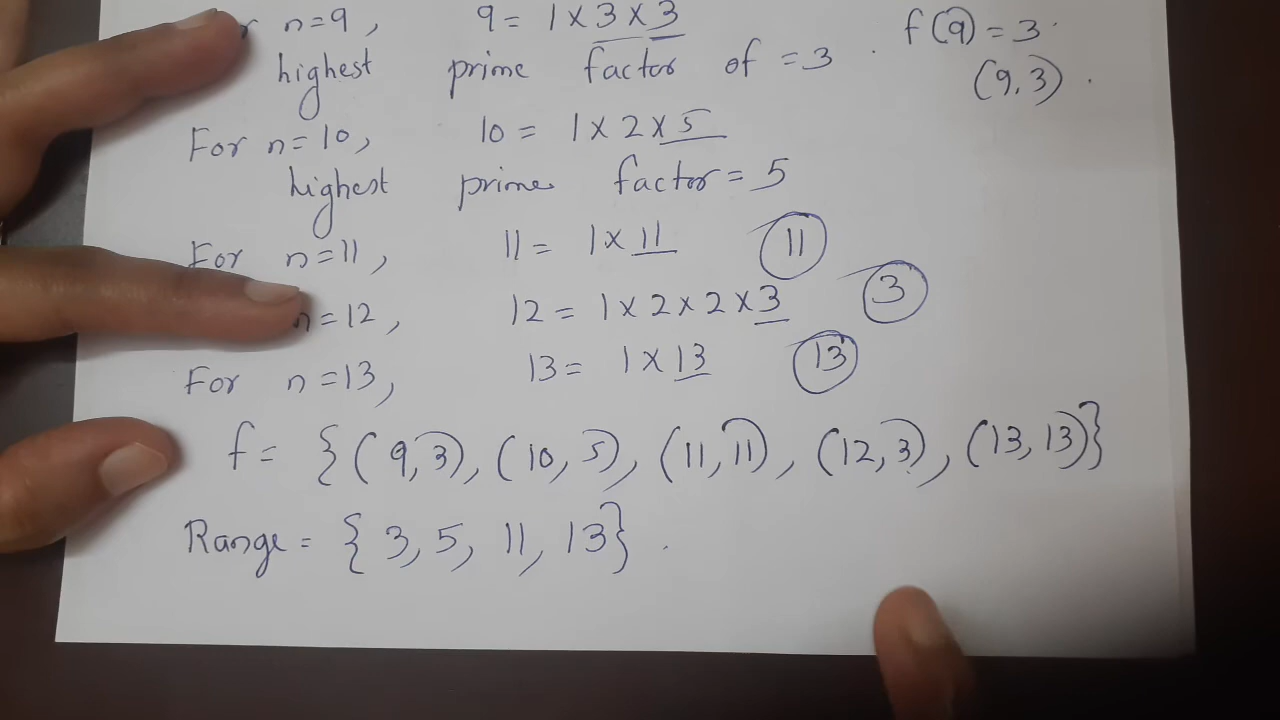 n=9, 9= 1×3×3 f(9)=3.
highest prime factor of =3. (9,3).
For n=10, 10= 1×2×5
highest prime factor=5
For n=11, 11= 1×11 11
n=12, 12= 1×2×2×3 3
For n=13, 13= 1×13 13
f= {(9,3), (10,5), (11,11), (12,3), (13,13)}
Range= {3,5, 11, 13}.